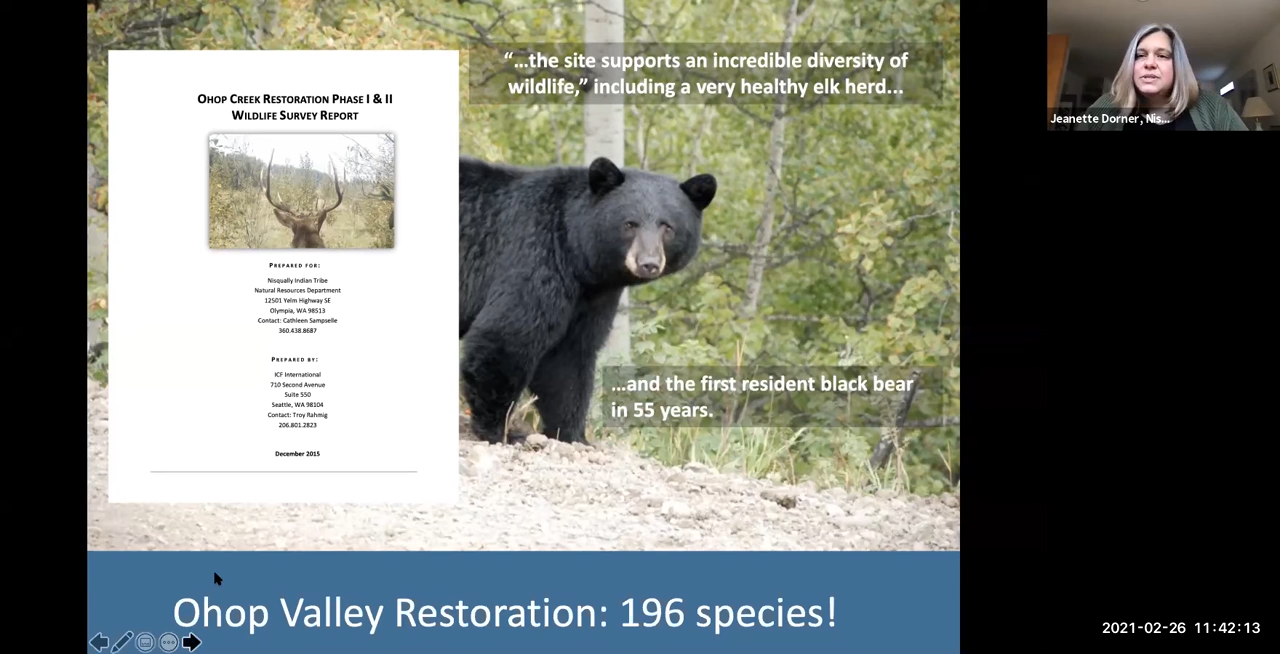 “...the site supports an incredible diversity of
wildlife,” including a very healthy elk herd...
OHOP CREEK RESTORATION PHASE I & II
WILDLIFE SURVEY REPORT
PREPARED FOR:
Nisqually Indian Tribe
Natural Resources Department
12501 Yelm Highway SE
Olympia, WA 98513
Contact: Cathleen Sampselle
360.438.8687
PREPARED BY:
ICF International
710 Second Avenue
Suite 550
Seattle, WA 98104
Contact: Troy Rahmig
206.801.2823
December 2015
...and the first resident black bear
in 55 years.
Ohop Valley Restoration: 196 species!
Jeanette Dorner, Nis...
2021-02-26 11:42:13